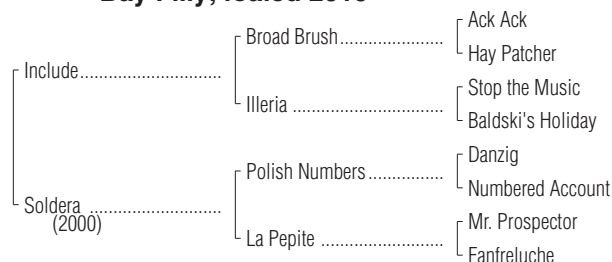 Bay Filly; foaled
Ack Ack
Broad Brush
Hay Patcher
Include
Stop the Music
Illeria
Baldski's Holiday
Danzig
Polish Numbers
Numbered Account
Soldera
(2000)
Mr. Prospector
La Pepite
Fanfreluche